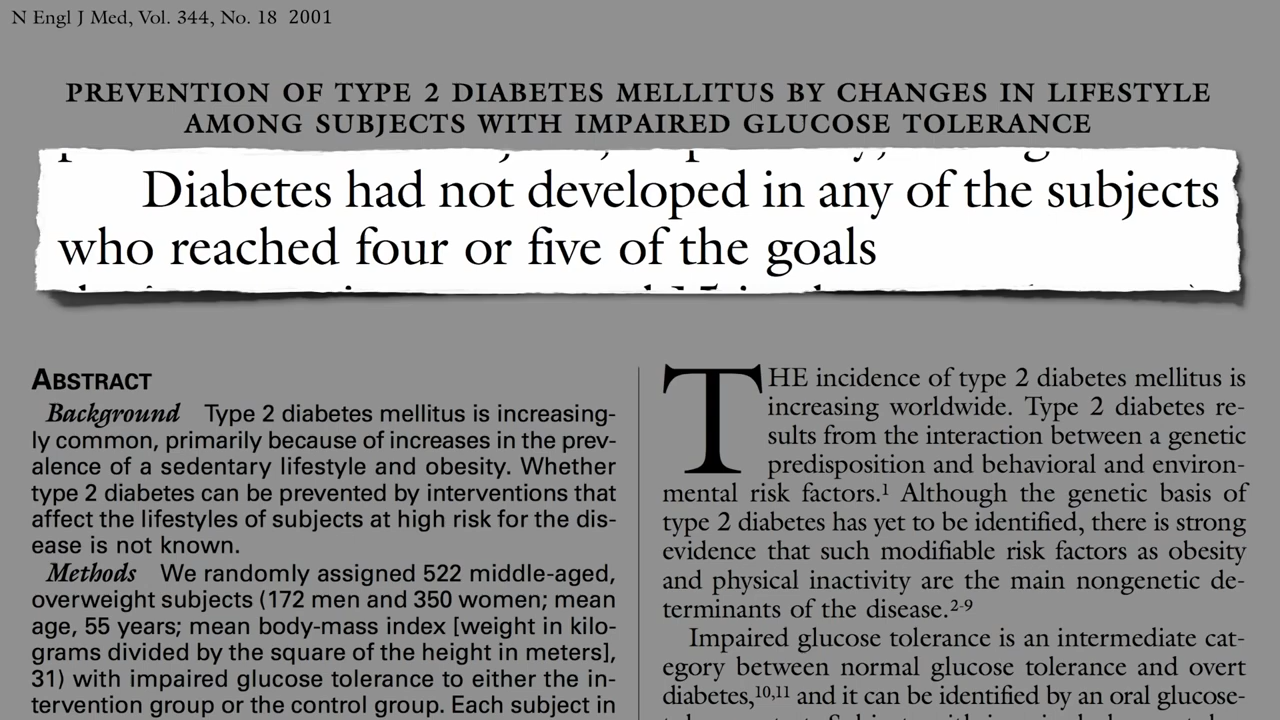 N Engl J Med, Vol. 344, No. 18 2001
PREVENTION OF TYPE 2 DIABETES MELLITUS BY CHANGES IN LIFESTYLE
AMONG SUBJECTS WITH IMPAIRED GLUCOSE TOLERANCE
Diabetes had not developed in any of the subjects
who reached four or five of the goals
ABSTRACT
Background Type 2 diabetes mellitus is increasing-
ly common, primarily because of increases in the prev-
alence of a sedentary lifestyle and obesity. Whether
type 2 diabetes can be prevented by interventions that
affect the lifestyles of subjects at high risk for the dis-
ease is not known.
Methods We randomly assigned 522 middle-aged,
overweight subjects (172 men and 350 women; mean
age, 55 years; mean body-mass index [weight in kilo-
grams divided by the square of the height in meters],
31) with impaired glucose tolerance to either the in-
tervention group or the control group. Each subject in
THE incidence of type 2 diabetes mellitus is
increasing worldwide. Type 2 diabetes re-
sults from the interaction between a genetic
predisposition and behavioral and environ-
mental risk factors.1 Although the genetic basis of
type 2 diabetes has yet to be identified, there is strong
evidence that such modifiable risk factors as obesity
and physical inactivity are the main nongenetic de-
terminants of the disease.2-9
Impaired glucose tolerance is an intermediate cat-
egory between normal glucose tolerance and overt
diabetes,10,11 and it can be identified by an oral glucose-